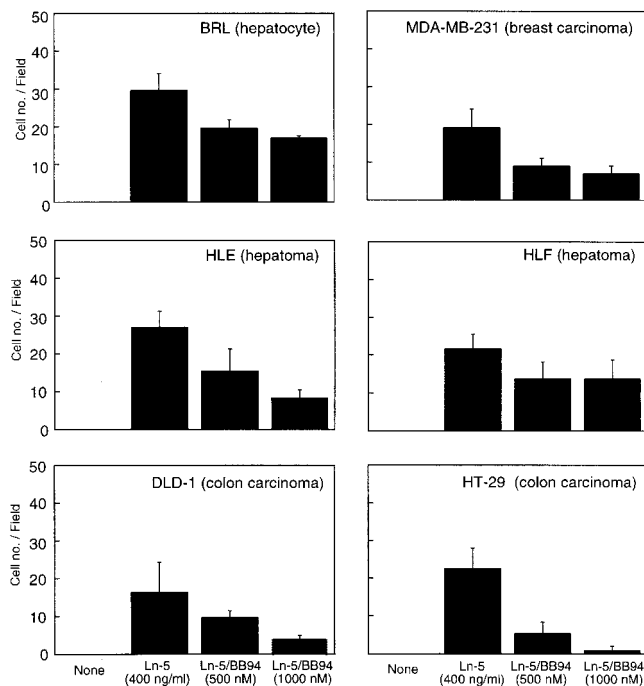 BRL (hepatocyte)
MDA-MB-231 (breast carcinoma)
50
40
30
20
10
0
Cell no. / Field
HLE (hepatoma)
HLF (hepatoma)
50
40
30
20
10
0
Cell no. / Field
DLD-1 (colon carcinoma)
HT-29 (colon carcinoma)
50
40
30
20
10
0
Cell no. / Field
None
Ln-5
(400 ng/ml)
Ln-5/BB94
(500 nM)
Ln-5/BB94
(1000 nM)
None
Ln-5
(400 ng/ml)
Ln-5/BB94
(500 nM)
Ln-5/BB94
(1000 nM)